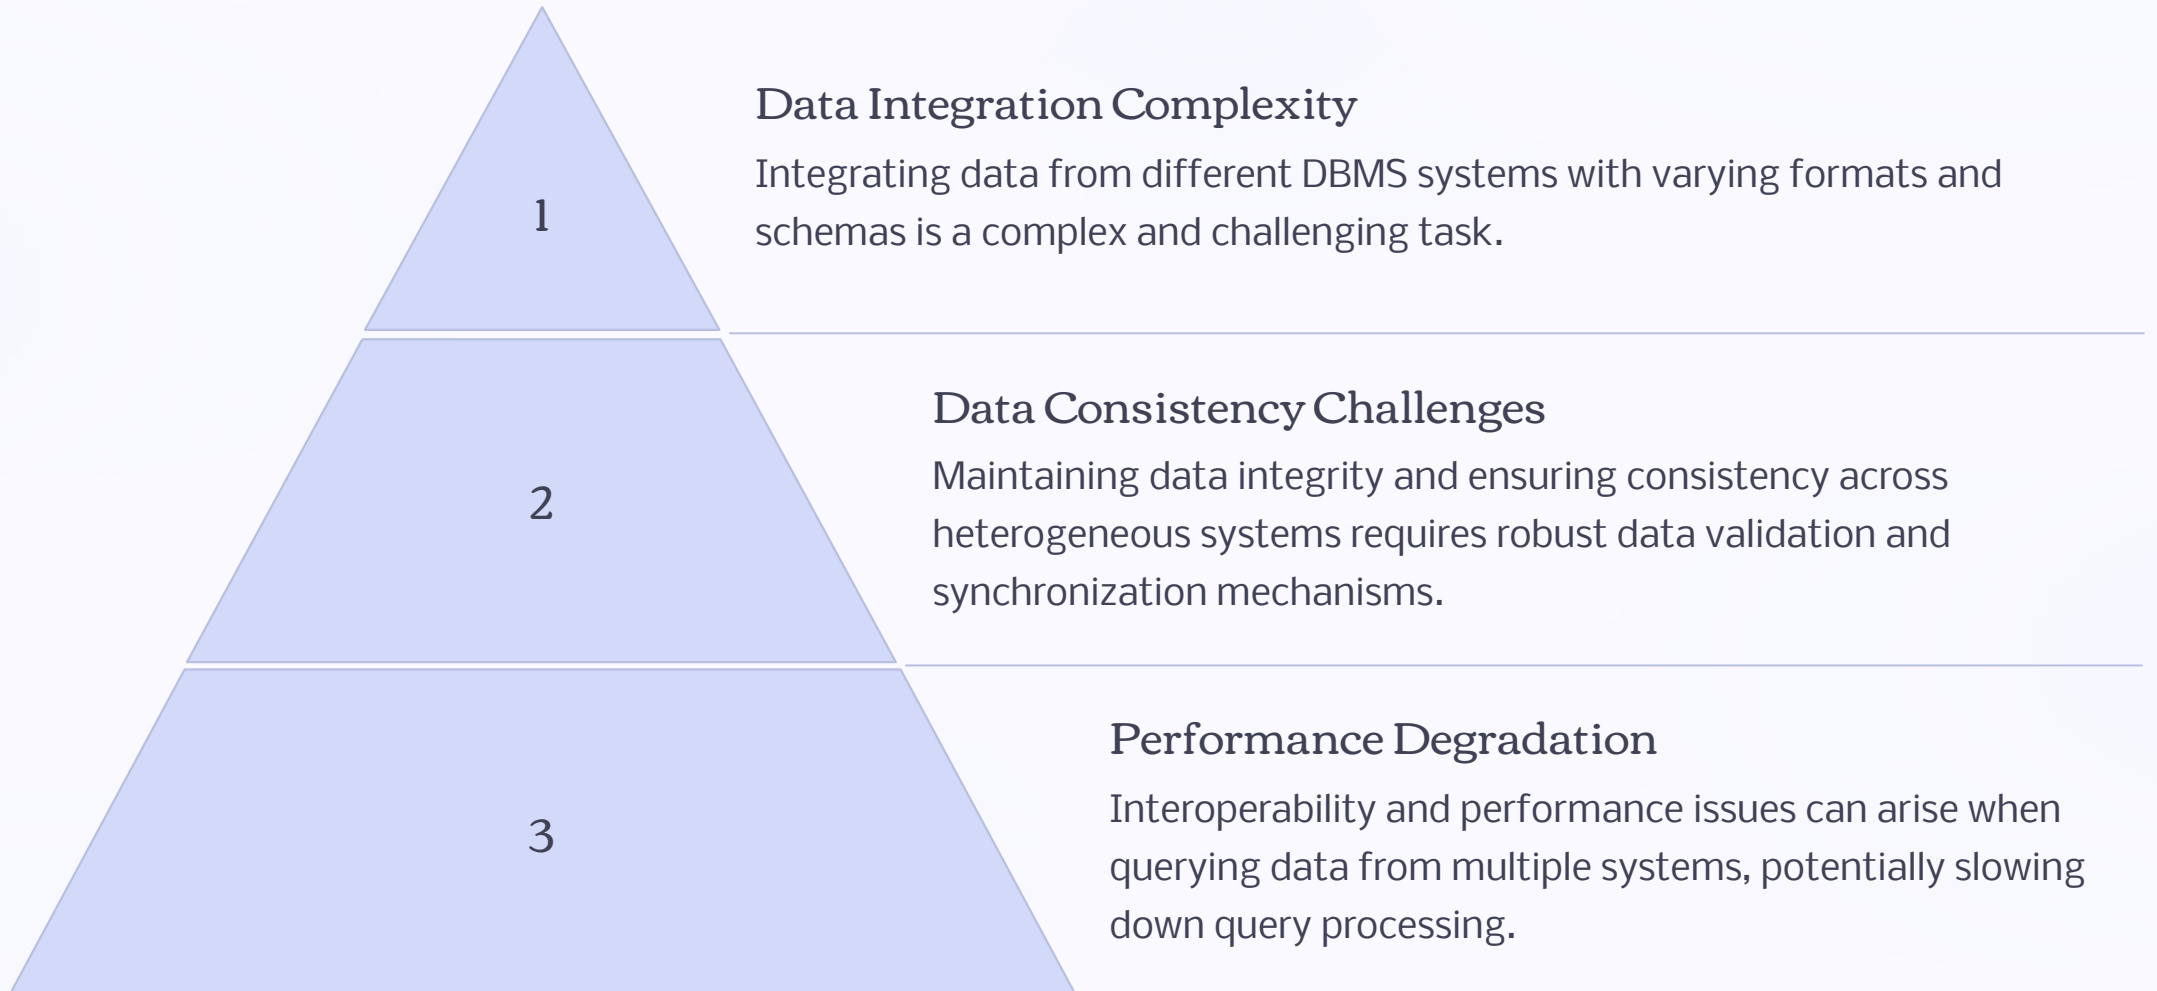 1
Data Integration Complexity
Integrating data from different DBMS systems with varying formats and
schemas is a complex and challenging task.
2
Data Consistency Challenges
Maintaining data integrity and ensuring consistency across
heterogeneous systems requires robust data validation and
synchronization mechanisms.
3
Performance Degradation
Interoperability and performance issues can arise when
querying data from multiple systems, potentially slowing
down query processing.